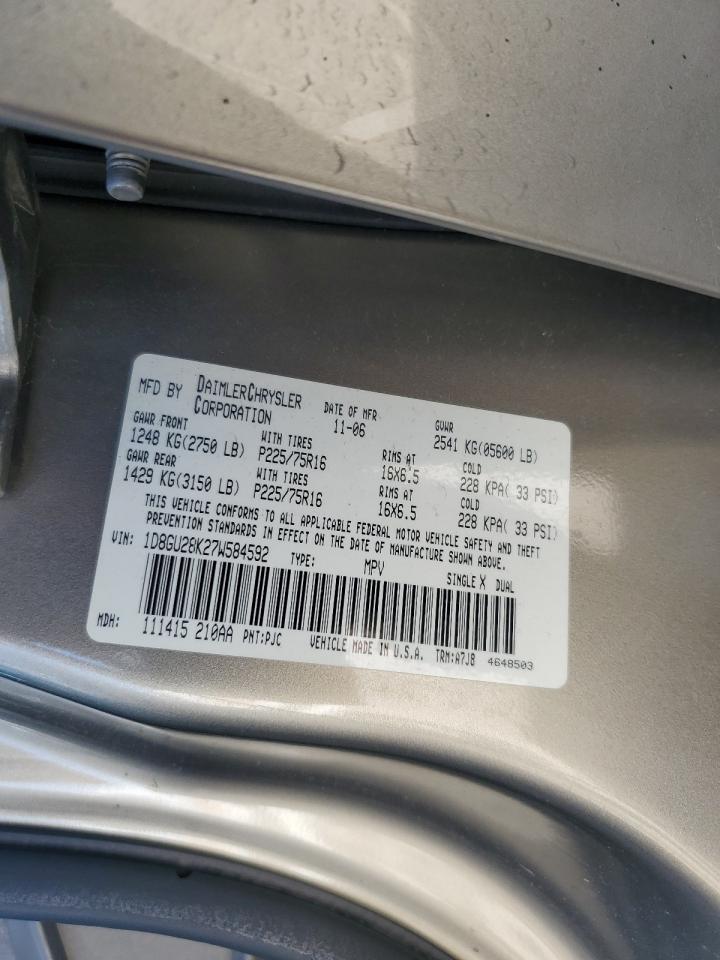 MFD BY DAIMLERCHRYSLER CORPORATION DATE OF MFR 11-06 GVWR 2541 KG(05600 LB)
GAWR FRONT WITH TIRES RIMS AT COLD
1248 KG(2750 LB) P225/75R16 16X6.5 228 KPA( 33 PSI)
GAWR REAR WITH TIRES RIMS AT COLD
1429 KG(3150 LB) P225/75R16 16X6.5 228 KPA( 33 PSI)
THIS VEHICLE CONFORMS TO ALL APPLICABLE FEDERAL MOTOR VEHICLE SAFETY AND THEFT
PREVENTION STANDARDS IN EFFECT ON THE DATE OF MANUFACTURE SHOWN ABOVE.
VIN: 1D8GU28K27W584592 TYPE: MPV SINGLE X DUAL
MDH: 111415 210AA PNT:PJC VEHICLE MADE IN U.S.A. TRM:A7J8 4648503